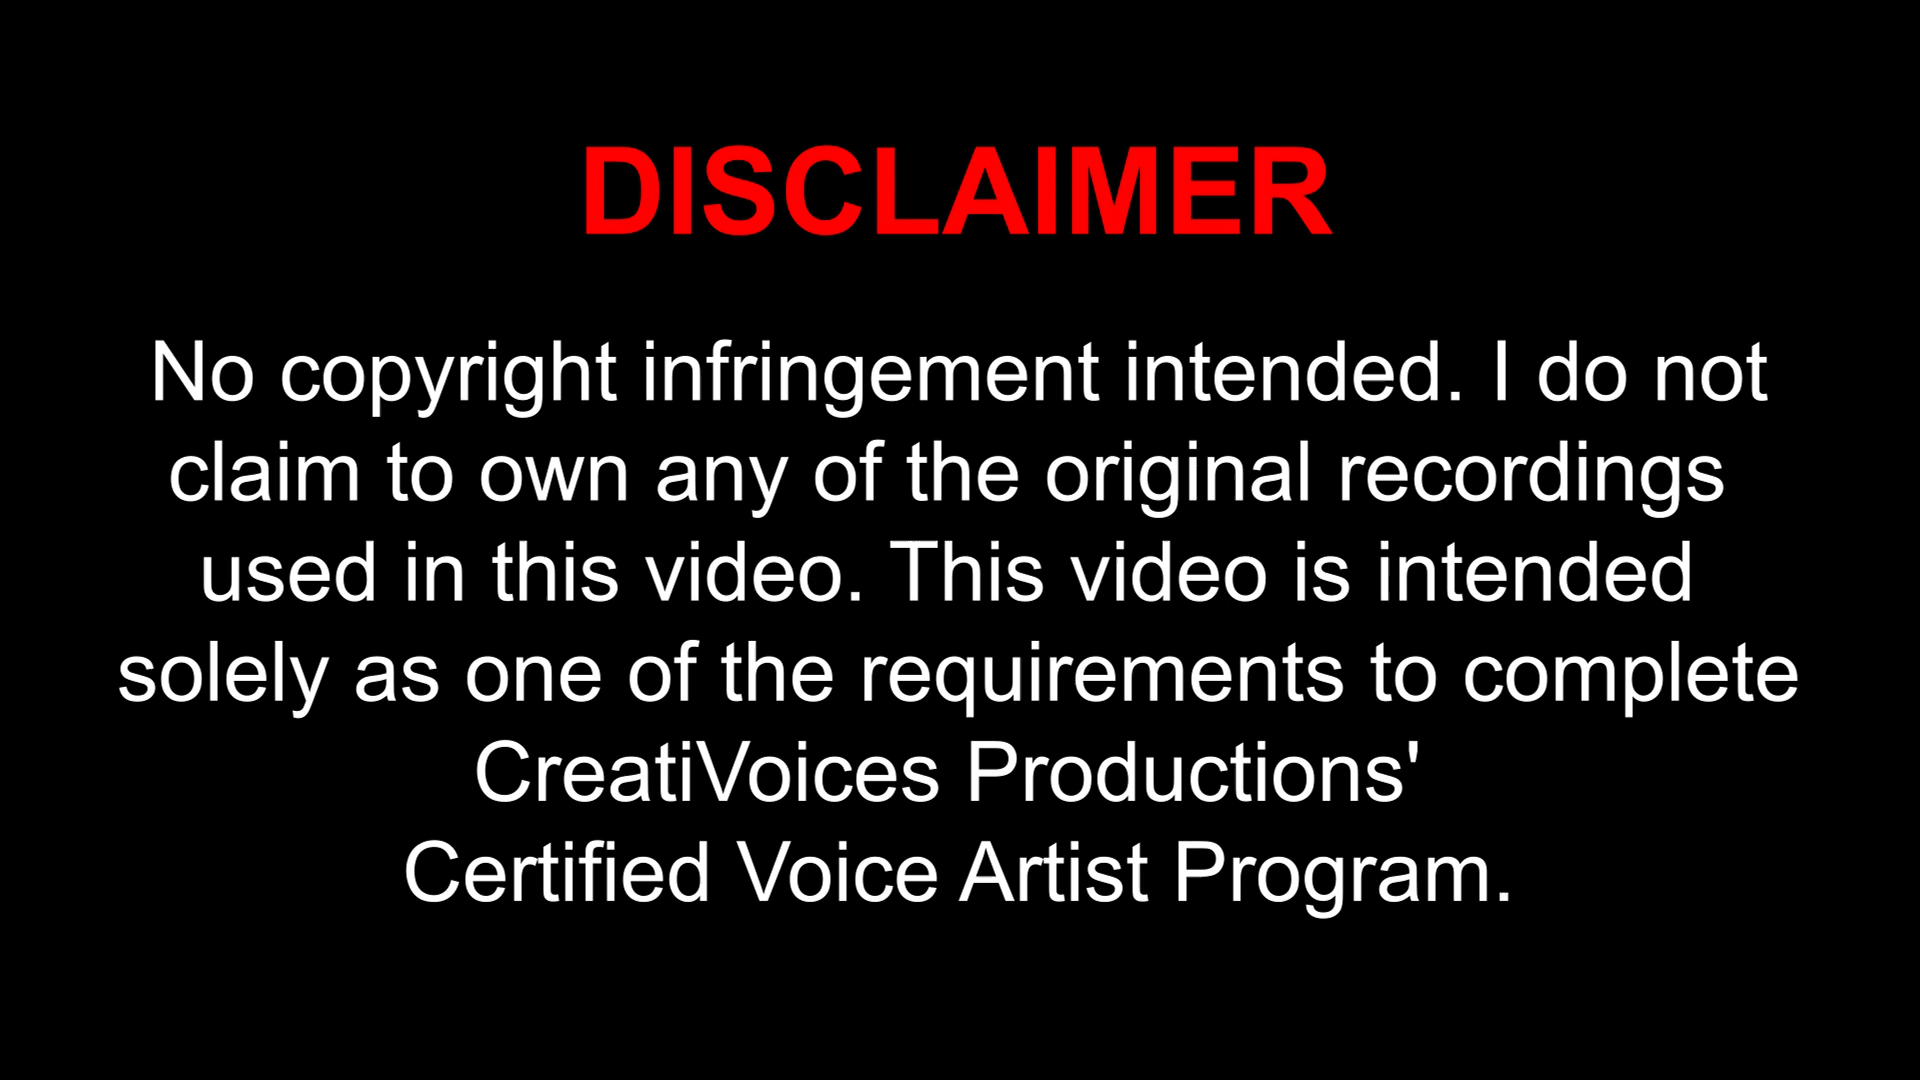 DISCLAIMER
No copyright infringement intended. I do not
claim to own any of the original recordings
used in this video. This video is intended
solely as one of the requirements to complete
CreatiVoices Productions'
Certified Voice Artist Program.